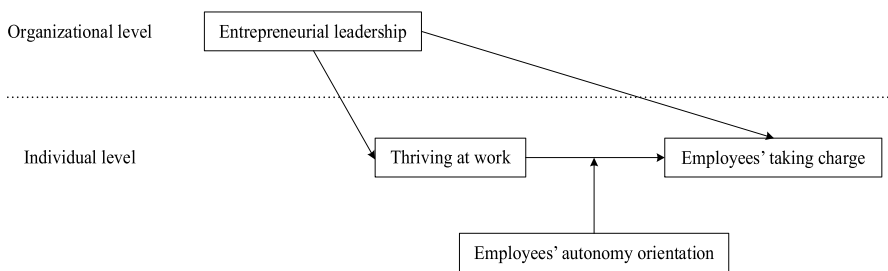 Organizational level
Entrepreneurial leadership
Individual level
Thriving at work
Employees’ taking charge
Employees’ autonomy orientation